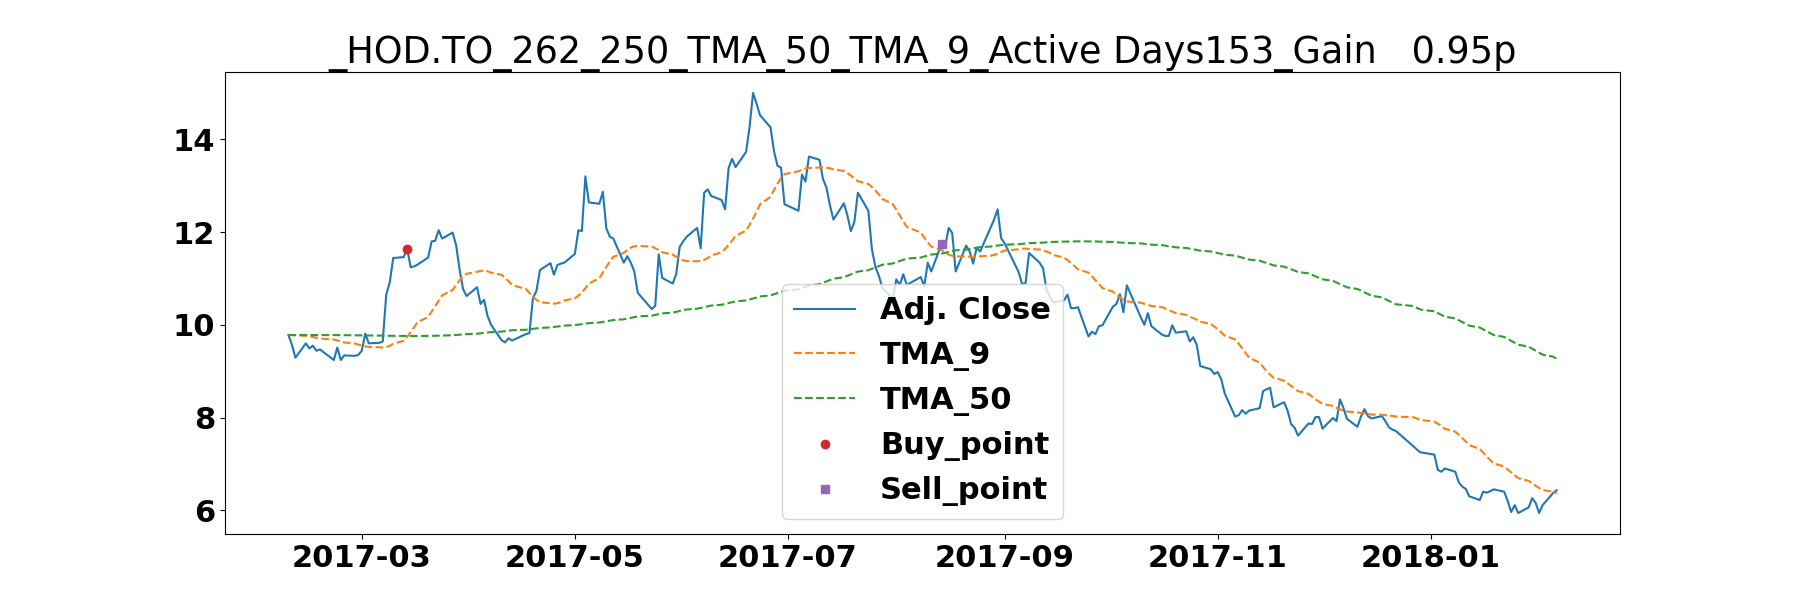 _HOD.TO_262_250_TMA_50_TMA_9_Active Days153_Gain   0.95p
14
12
10
8
6
Adj. Close
TMA_9
TMA_50
Buy_point
Sell_point
2017-03
2017-05
2017-07
2017-09
2017-11
2018-01